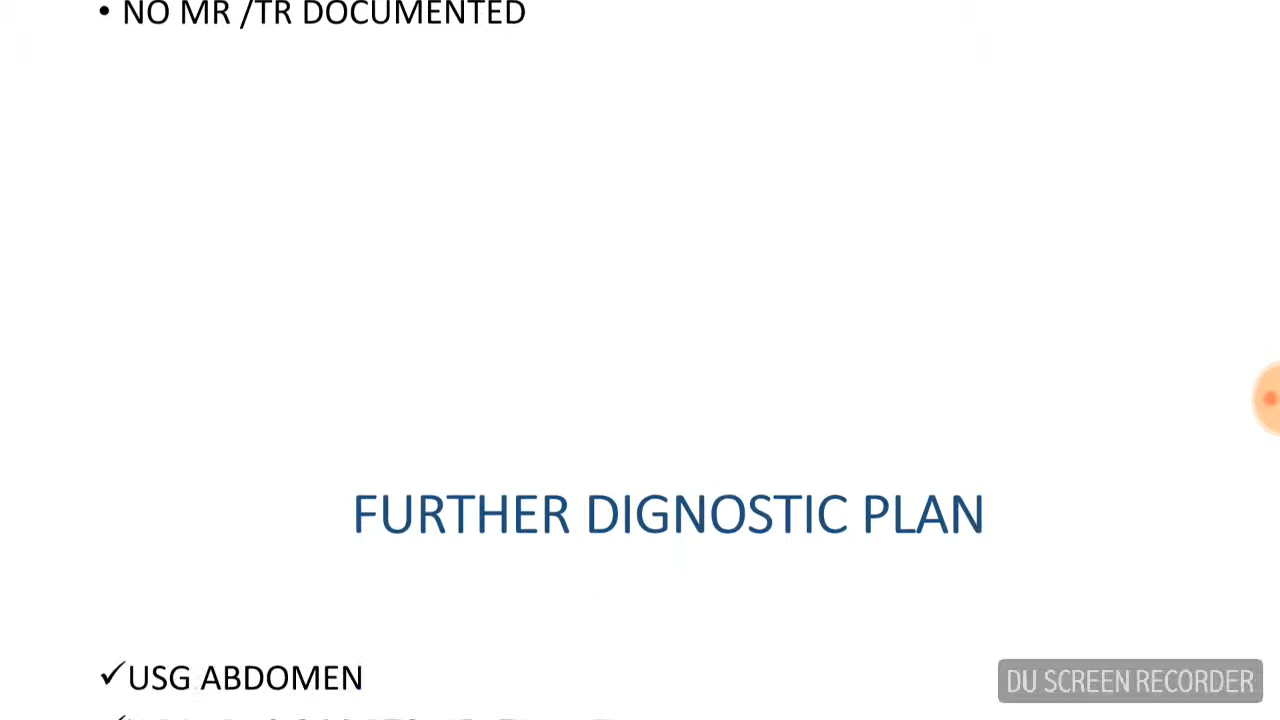 • NO MR /TR DOCUMENTED
FURTHER DIGNOSTIC PLAN
✓USG ABDOMEN
DU SCREEN RECORDER